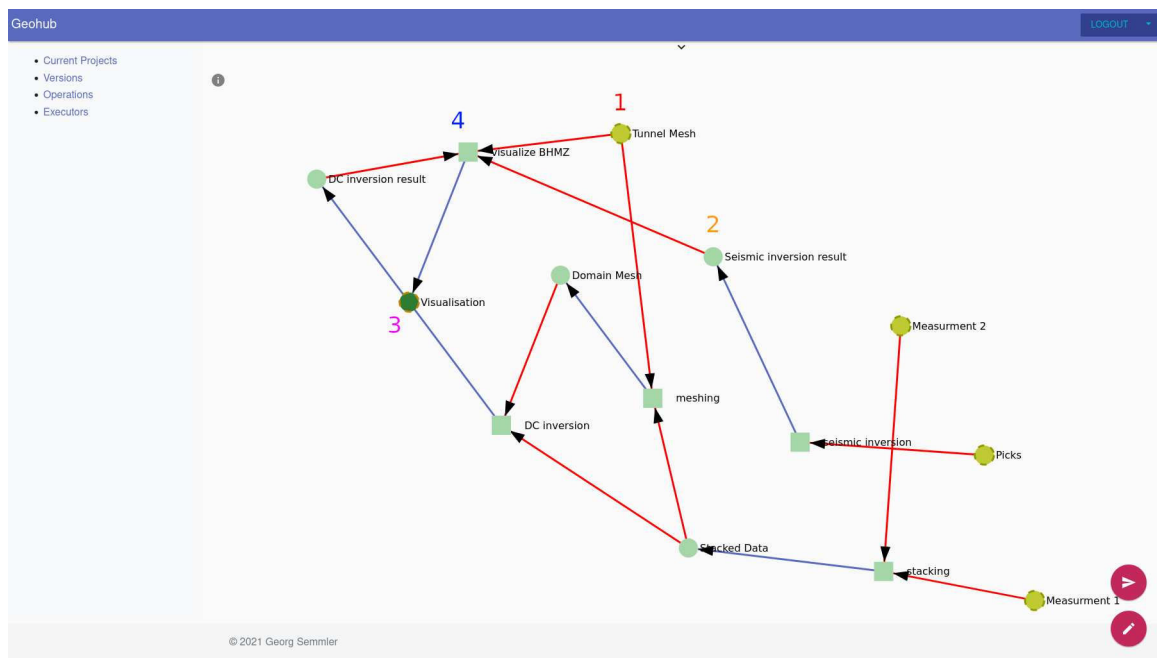 Geohub
LOGOUT
Current Projects
Versions
Operations
Executors
1
4
Tunnel Mesh
visualize BHMZ
DC inversion result
2
Seismic inversion result
Domain Mesh
Visualisation
3
Measurment 2
meshing
DC inversion
seismic inversion
Picks
Stacked Data
stacking
Measurment 1
© 2021 Georg Semmler